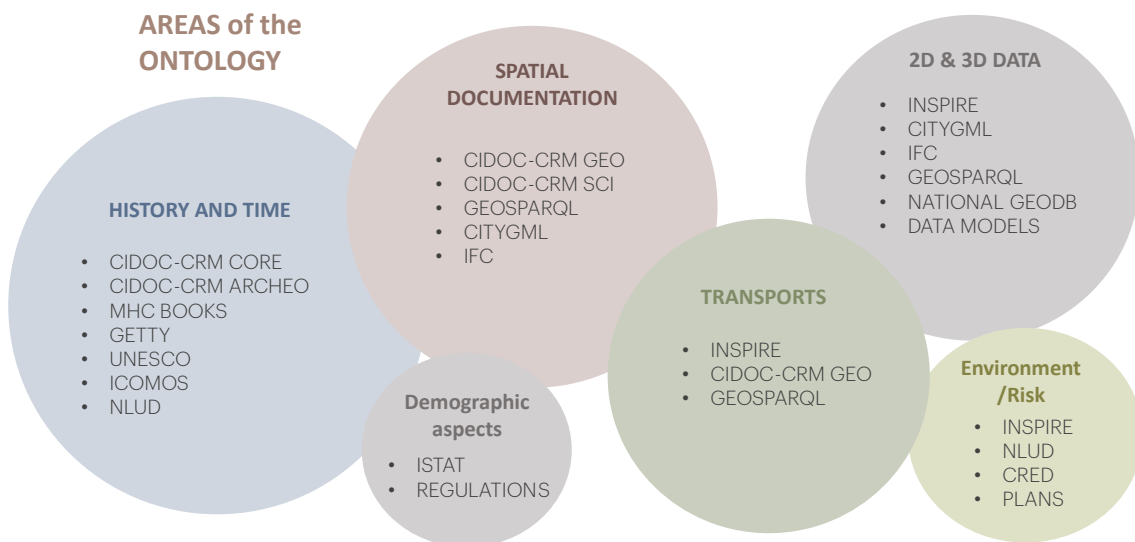 AREAS of the
ONTOLOGY
HISTORY AND TIME
• CIDOC-CRM CORE
• CIDOC-CRM ARCHEO
• MHC BOOKS
• GETTY
• UNESCO
• ICOMOS
• NLUD
SPATIAL
DOCUMENTATION
• CIDOC-CRM GEO
• CIDOC-CRM SCI
• GEOSPARQL
• CITYGML
• IFC
Demographic
aspects
• ISTAT
• REGULATIONS
TRANSPORTS
• INSPIRE
• CIDOC-CRM GEO
• GEOSPARQL
2D & 3D DATA
• INSPIRE
• CITYGML
• IFC
• GEOSPARQL
• NATIONAL GEODB
• DATA MODELS
Environment
/Risk
• INSPIRE
• NLUD
• CRED
• PLANS